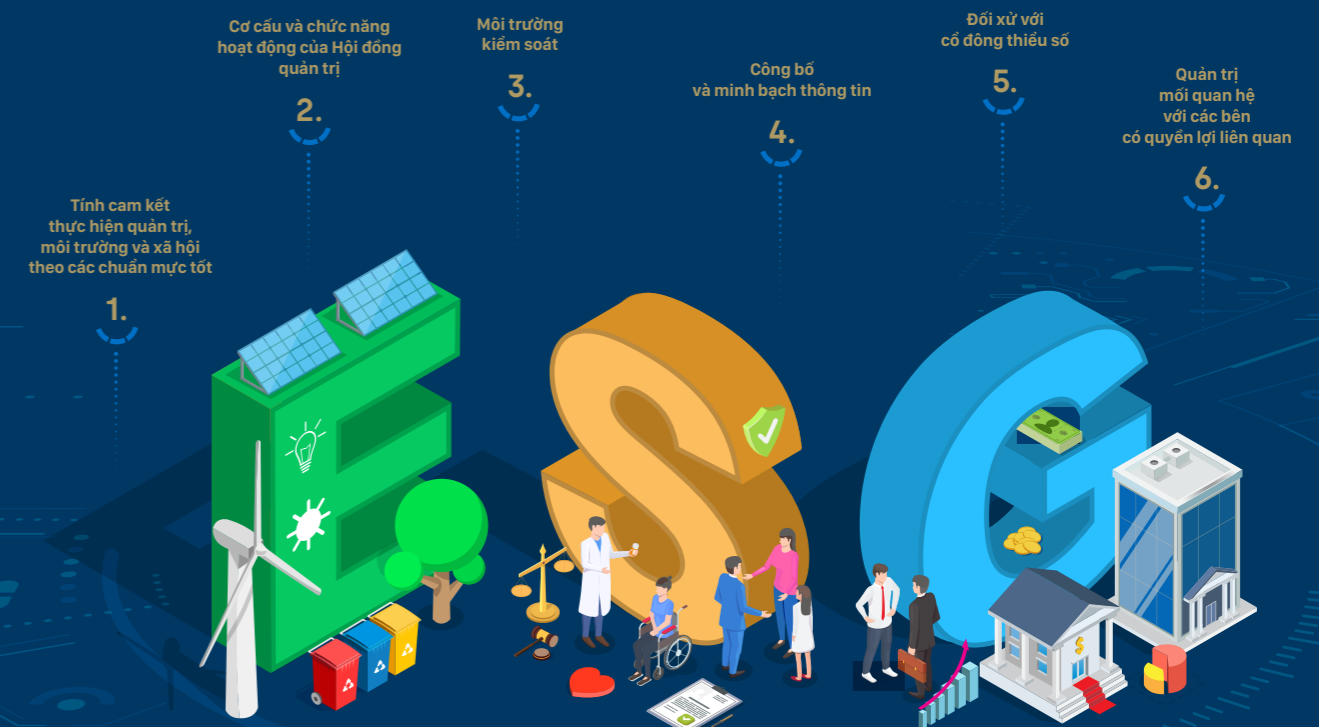 Tính cam kết
thực hiện quản trị,
môi trường và xã hội
theo các chuẩn mực tốt
1.
Cơ cấu và chức năng
hoạt động của Hội đồng
quản trị
2.
Môi trường
kiểm soát
3.
Công bố
và minh bạch thông tin
4.
Đối xử với
cổ đông thiểu số
5.
Quản trị
mối quan hệ
với các bên
có quyền lợi liên quan
6.
ESG